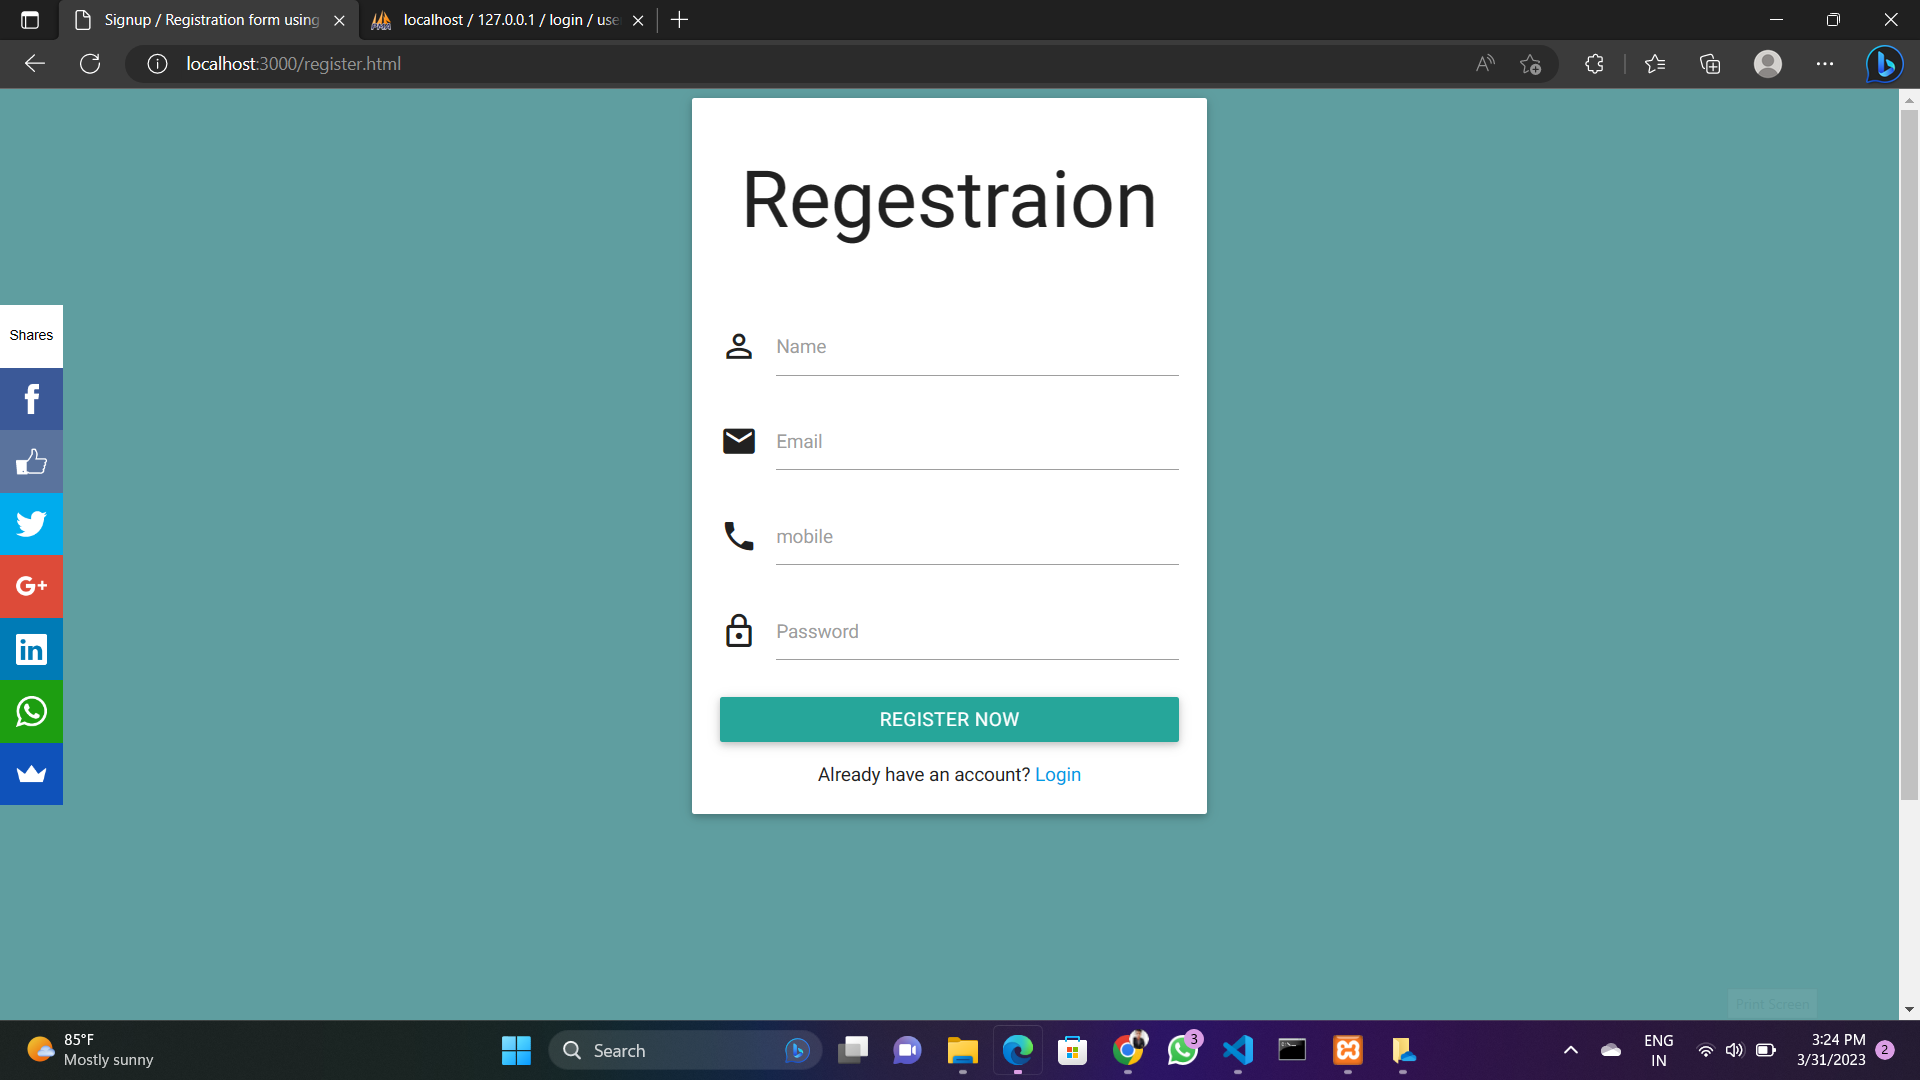 Signup / Registration form using
localhost / 127.0.0.1 / login / use
localhost:3000/register.html
Regestraion
Shares
Name
Email
mobile
Password
REGISTER NOW
Already have an account? Login
Print Screen
85°F
Mostly sunny
Search
3
ENG
IN
3:24 PM
3/31/2023
2